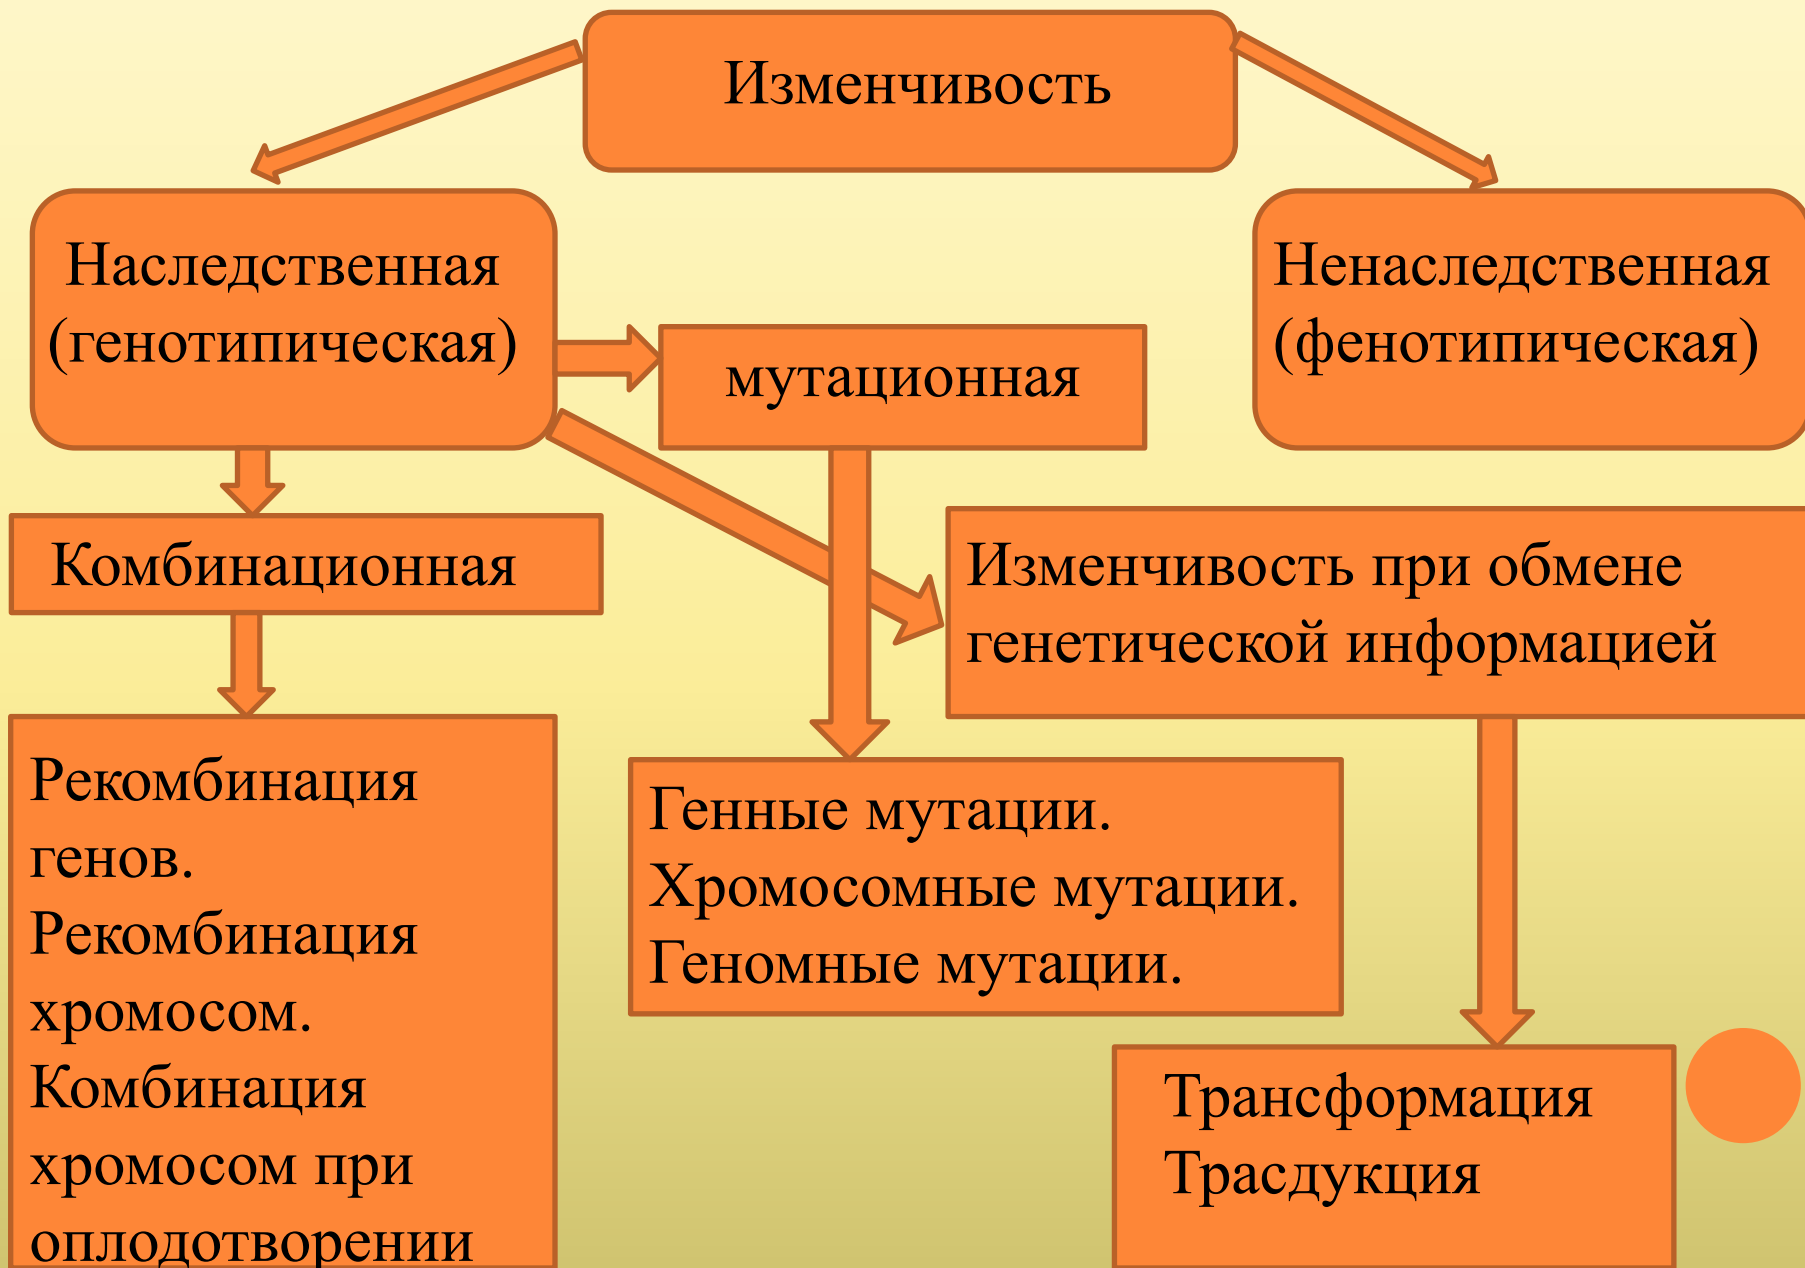 Изменчивость
Наследственная
(генотипическая)
Ненаследственная
(фенотипическая)
мутационная
Комбинационная
Изменчивость при обмене
генетической информацией
Рекомбинация
генов.
Рекомбинация
хромосом.
Комбинация
хромосом при
оплодотворении
Генные мутации.
Хромосомные мутации.
Геномные мутации.
Трансформация
Трасдукция